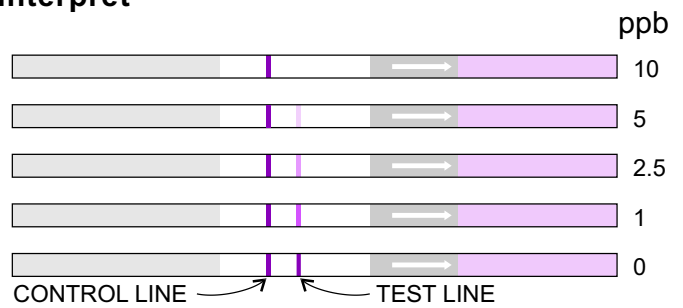 Interpret
ppb
10
5
2.5
1
0
CONTROL LINE
TEST LINE